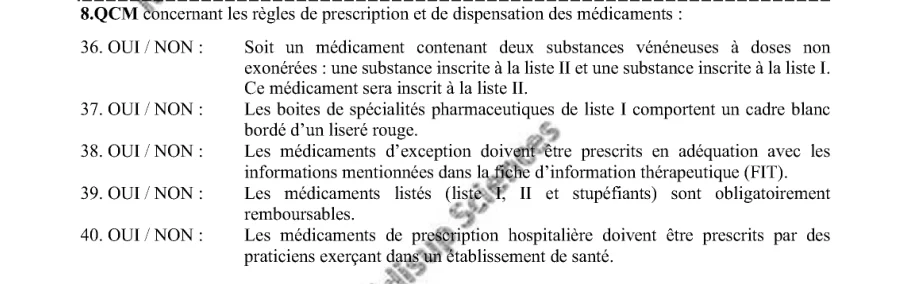 8.QCM concernant les règles de prescription et de dispensation des médicaments :
36. OUI / NON : Soit un médicament contenant deux substances vénéneuses à doses non
exonérées : une substance inscrite à la liste II et une substance inscrite à la liste I.
Ce médicament sera inscrit à la liste II.
37. OUI / NON : Les boites de spécialités pharmaceutiques de liste I comportent un cadre blanc
bordé d'un liseré rouge.
38. OUI / NON : Les médicaments d'exception doivent être prescrits en adéquation avec les
informations mentionnées dans la fiche d'information thérapeutique (FIT).
39. OUI / NON : Les médicaments listés (liste I, II et stupéfiants) sont obligatoirement
remboursables.
40. OUI / NON : Les médicaments de prescription hospitalière doivent être prescrits par des
praticiens exerçant dans un établissement de santé.
Sciences